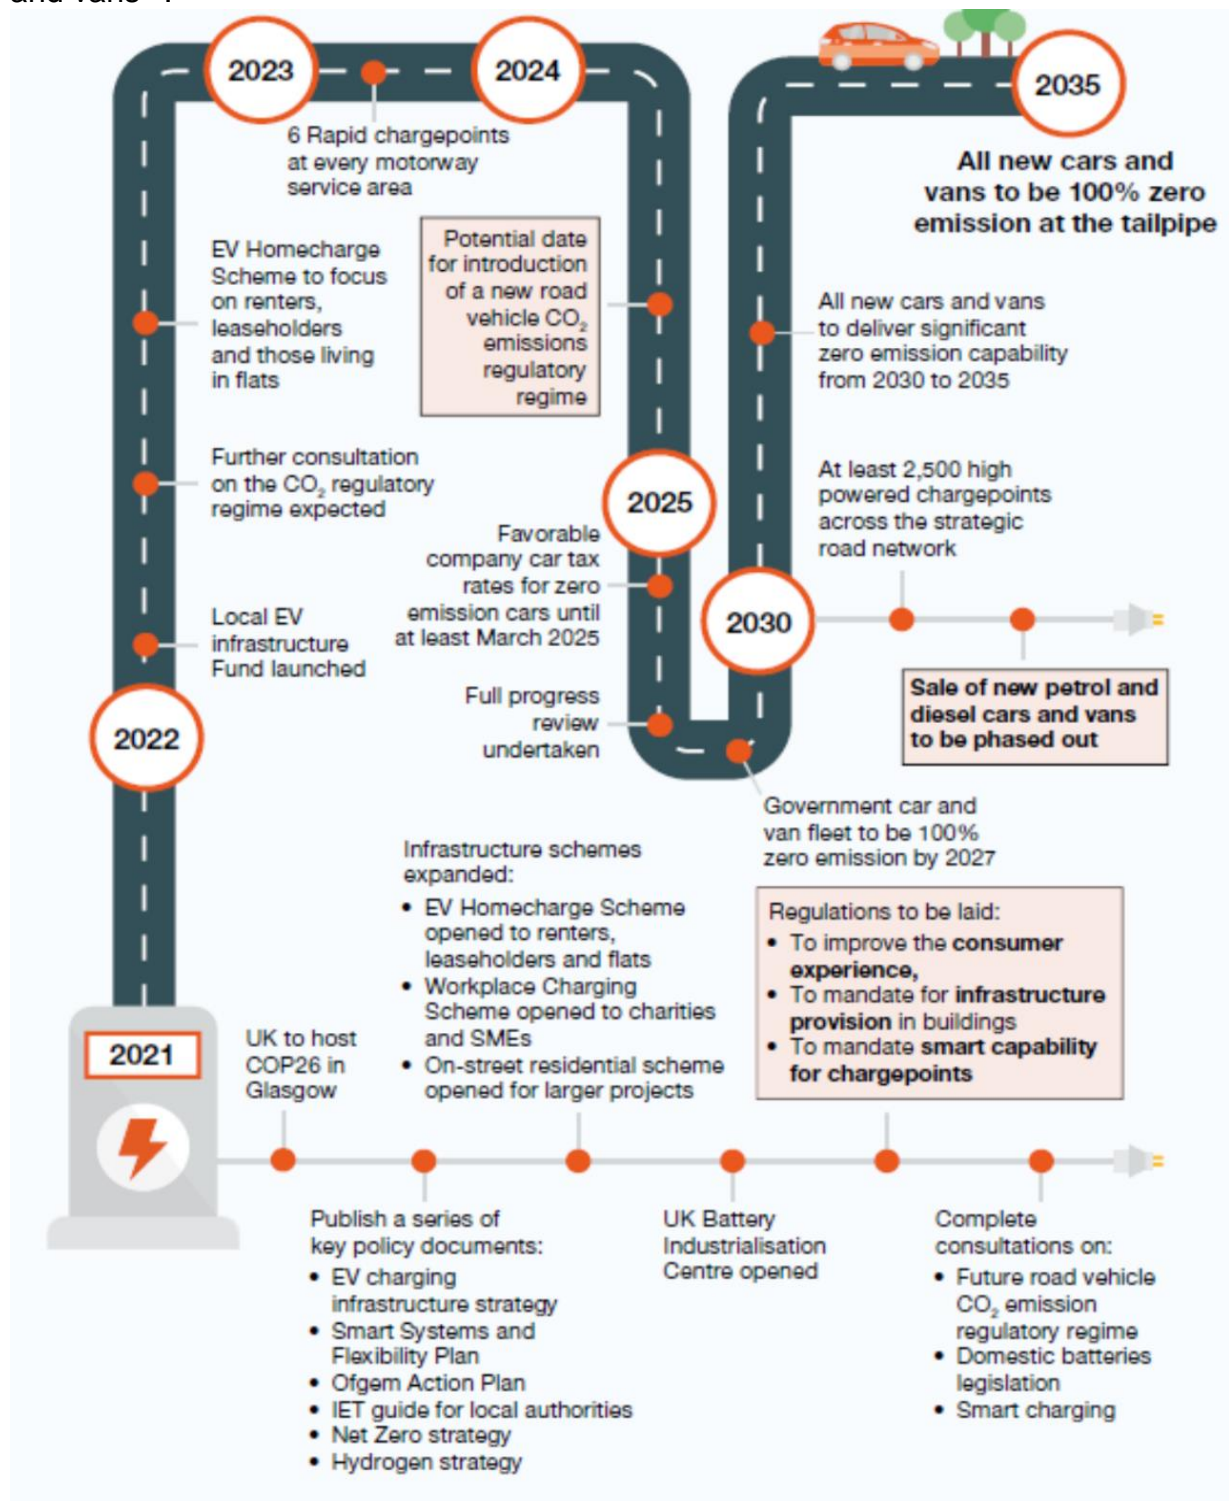 and vans".
2023
2024
2035
6 Rapid chargepoints
at every motorway
service area
All new cars and
vans to be 100% zero
emission at the tailpipe
EV Homecharge
Scheme to focus
on renters,
leaseholders
and those living
in flats
Potential date
for introduction
of a new road
vehicle CO₂
emissions
regulatory
regime
All new cars and vans
to deliver significant
zero emission capability
from 2030 to 2035
Further consultation
on the CO₂ regulatory
regime expected
2025
At least 2,500 high
powered chargepoints
across the strategic
road network
Favorable
company car tax
rates for zero
emission cars until
at least March 2025
2030
Local EV
infrastructure
Fund launched
Sale of new petrol and
diesel cars and vans
to be phased out
Full progress
review
undertaken
2022
Government car and
van fleet to be 100%
zero emission by 2027
Infrastructure schemes
expanded:
• EV Homecharge Scheme
opened to renters,
leaseholders and flats
• Workplace Charging
Scheme opened to charities
and SMEs
• On-street residential scheme
opened for larger projects
Regulations to be laid:
• To improve the consumer
experience,
• To mandate for infrastructure
provision in buildings
• To mandate smart capability
for chargepoints
2021
UK to host
COP26 in
Glasgow
Publish a series of
key policy documents:
• EV charging
infrastructure strategy
• Smart Systems and
Flexibility Plan
• Ofgem Action Plan
• IET guide for local authorities
• Net Zero strategy
• Hydrogen strategy
UK Battery
Industrialisation
Centre opened
Complete
consultations on:
• Future road vehicle
CO₂ emission
regulatory regime
• Domestic batteries
legislation
• Smart charging